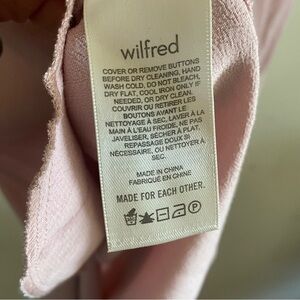 wilfred
COVER OR REMOVE BUTTONS
BEFORE DRY CLEANING, HAND
WASH COLD, DO NOT BLEACH,
DRY FLAT, COOL IRON ONLY IF
NEEDED, OR DRY CLEAN.
COUVRIR OU RETIRER LES
BOUTONS AVANT LE
NETTOYAGE À SEC, LAVER À LA
MAIN À L'EAU FROIDE, NE PAS
JAVELISER, SÉCHER À PLAT,
REPASSAGE DOUX SI
NÉCESSAIRE, OU NETTOYAGE À
SEC.
MADE IN CHINA
FABRIQUÉ EN CHINE
MADE FOR EACH OTHER.
P